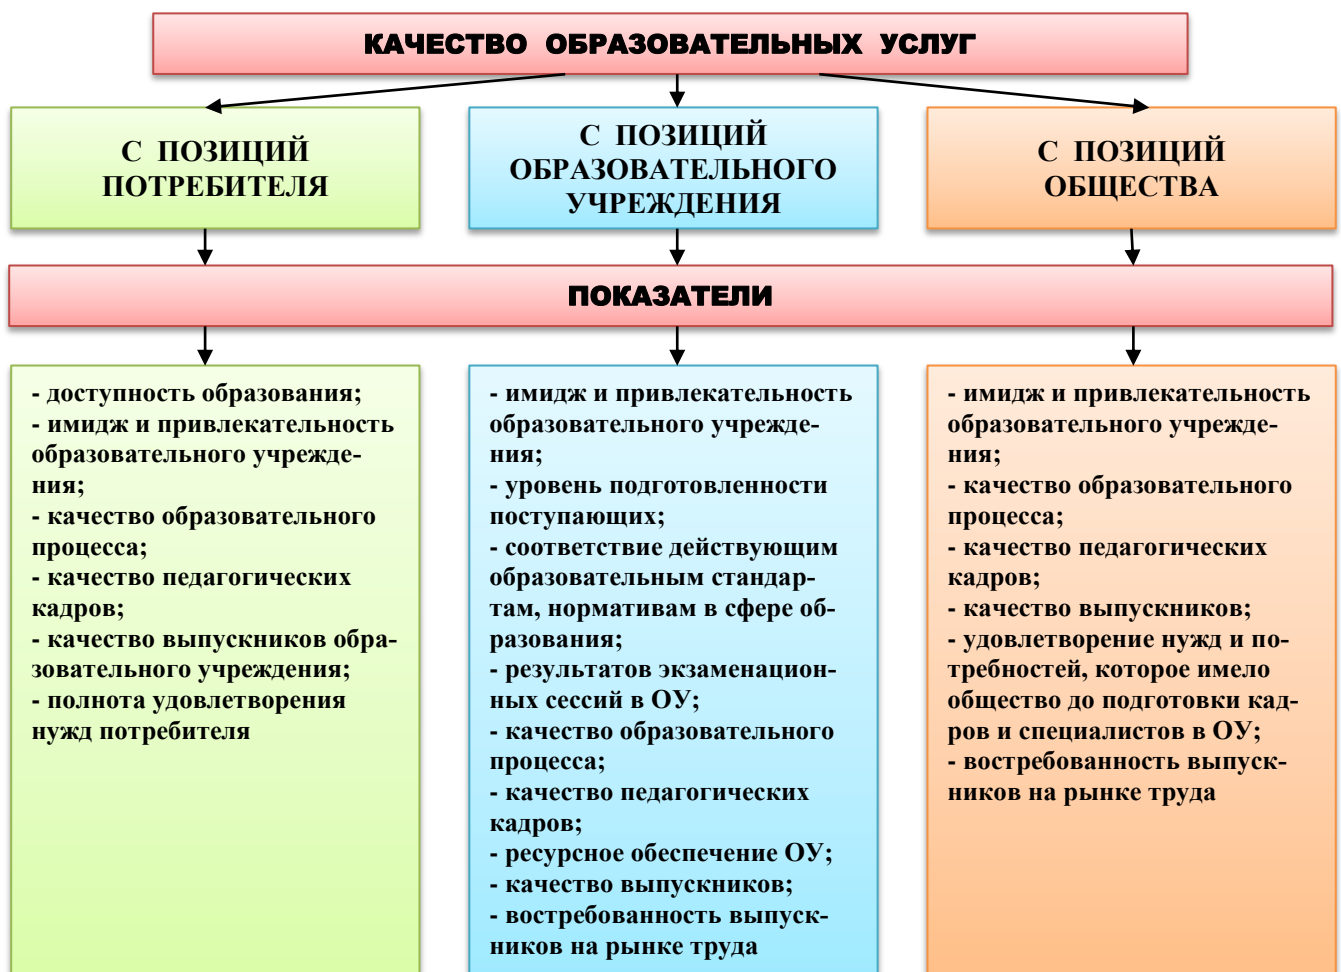 КАЧЕСТВО ОБРАЗОВАТЕЛЬНЫХ УСЛУГ
С ПОЗИЦИЙ
ПОТРЕБИТЕЛЯ
С ПОЗИЦИЙ
ОБРАЗОВАТЕЛЬНОГО
УЧРЕЖДЕНИЯ
С ПОЗИЦИЙ
ОБЩЕСТВА
ПОКАЗАТЕЛИ
- доступность образования;
- имидж и привлекательность
образовательного учрежде-
ния;
- качество образовательного
процесса;
- качество педагогических
кадров;
- качество выпускников обра-
зовательного учреждения;
- полнота удовлетворения
нужд потребителя
- имидж и привлекательность
образовательного учрежде-
ния;
- уровень подготовленности
поступающих;
- соответствие действующим
образовательным стандар-
там, нормативам в сфере об-
разования;
- результатов экзаменацион-
ных сессий в ОУ;
- качество образовательного
процесса;
- качество педагогических
кадров;
- ресурсное обеспечение ОУ;
- качество выпускников;
- востребованность выпуск-
ников на рынке труда
- имидж и привлекательность
образовательного учрежде-
ния;
- качество образовательного
процесса;
- качество педагогических
кадров;
- качество выпускников;
- удовлетворение нужд и по-
требностей, которое имело
общество до подготовки кад-
ров и специалистов в ОУ;
- востребованность выпуск-
ников на рынке труда